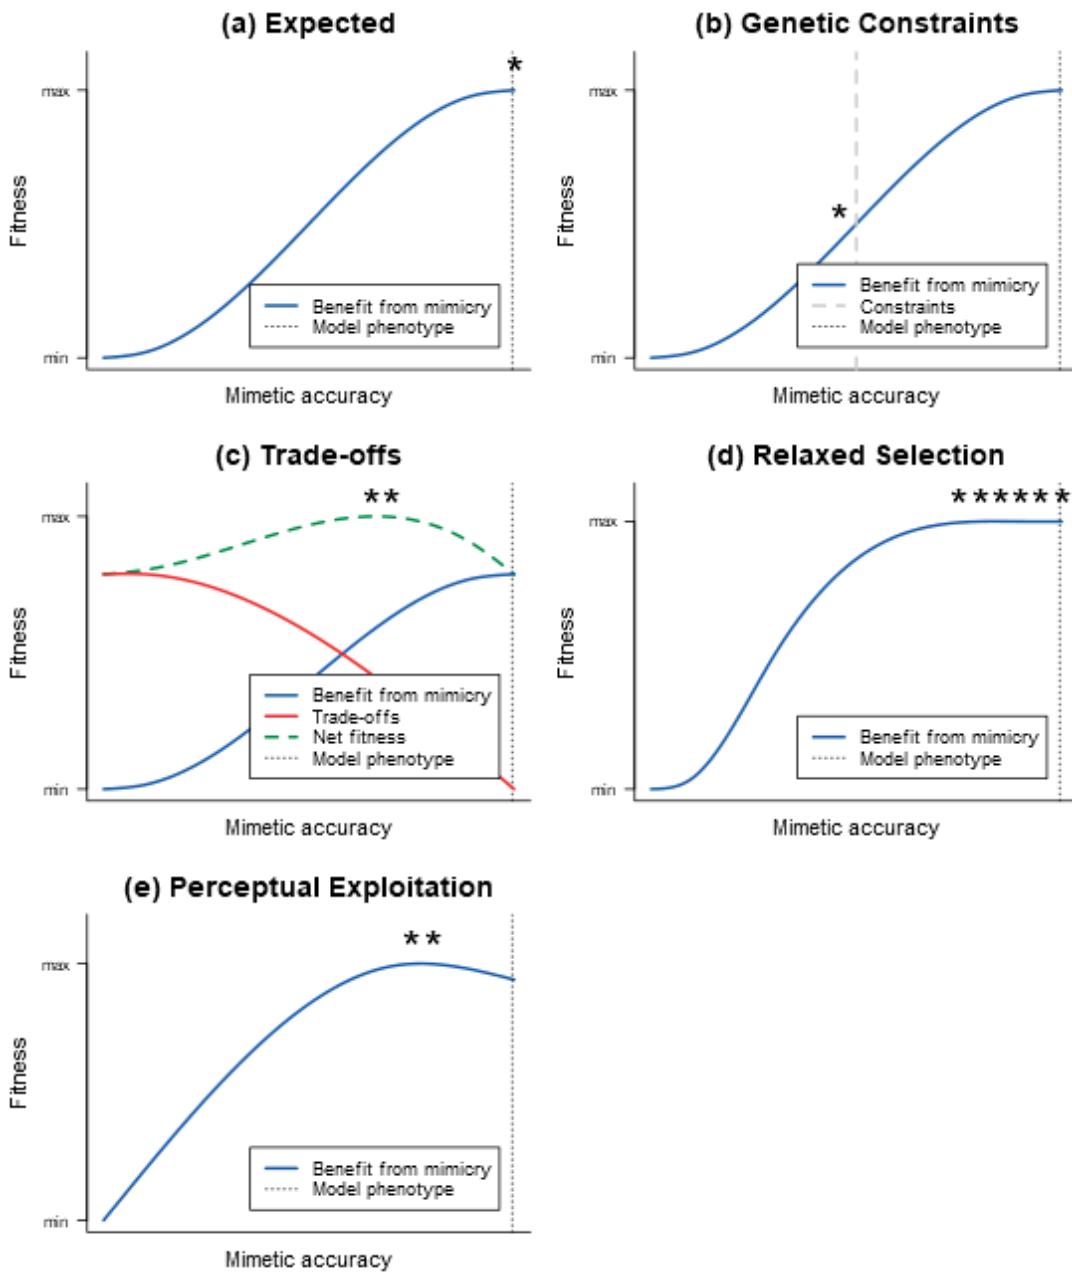 (a) Expected
*
max
Fitness
min
Benefit from mimicry
Model phenotype
Mimetic accuracy
(b) Genetic Constraints
max
*
Fitness
min
Benefit from mimicry
Constraints
Model phenotype
Mimetic accuracy
(c) Trade-offs
**
max
Fitness
min
Benefit from mimicry
Trade-offs
Net fitness
Model phenotype
Mimetic accuracy
(d) Relaxed Selection
******
max
Fitness
min
Benefit from mimicry
Model phenotype
Mimetic accuracy
(e) Perceptual Exploitation
**
max
Fitness
min
Benefit from mimicry
Model phenotype
Mimetic accuracy